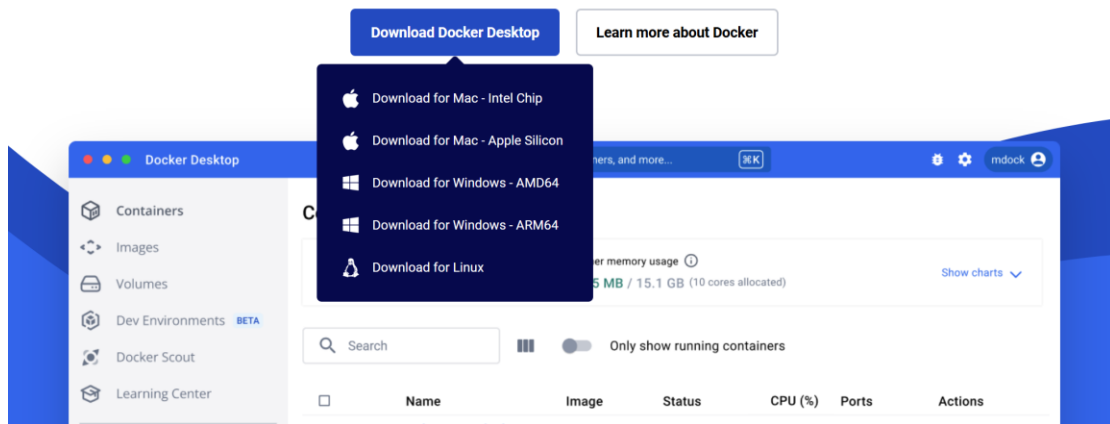 Download Docker Desktop
Learn more about Docker
Download for Mac - Intel Chip
Download for Mac - Apple Silicon
Download for Windows - AMD64
Download for Windows - ARM64
Download for Linux
Docker Desktop
ners, and more...
⌘K
mdock
Containers
Images
Volumes
Dev Environments BETA
Docker Scout
Learning Center
er memory usage
5 MB / 15.1 GB (10 cores allocated)
Show charts
Search
Only show running containers
Name Image Status CPU (%) Ports Actions